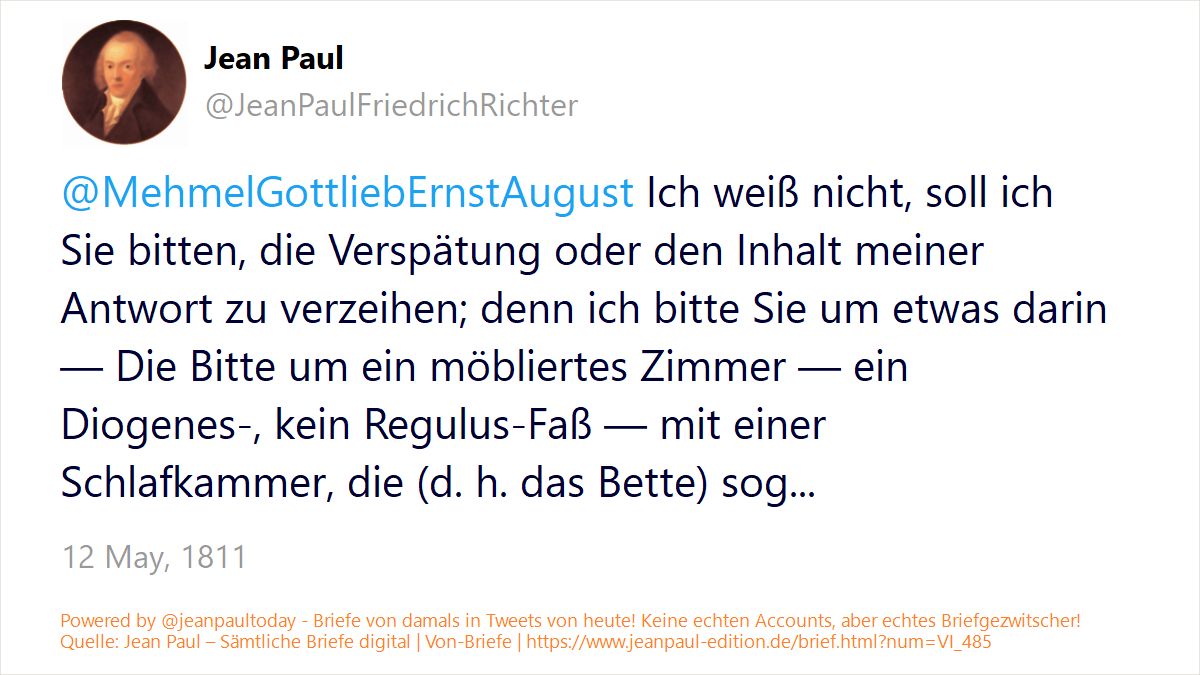 Jean Paul
@JeanPaulFriedrichRichter
@MehmelGottliebErnstAugust Ich weiß nicht, soll ich
Sie bitten, die Verspätung oder den Inhalt meiner
Antwort zu verzeihen; denn ich bitte Sie um etwas darin
— Die Bitte um ein möbliertes Zimmer — ein
Diogenes-, kein Regulus-Faß — mit einer
Schlafkammer, die (d. h. das Bette) sog...
12 May, 1811
Powered by @jeanpaultoday - Briefe von damals in Tweets von heute! Keine echten Accounts, aber echtes Briefgezwitscher!
Quelle: Jean Paul – Sämtliche Briefe digital | Von-Briefe | https://www.jeanpaul-edition.de/brief.html?num=VI_485